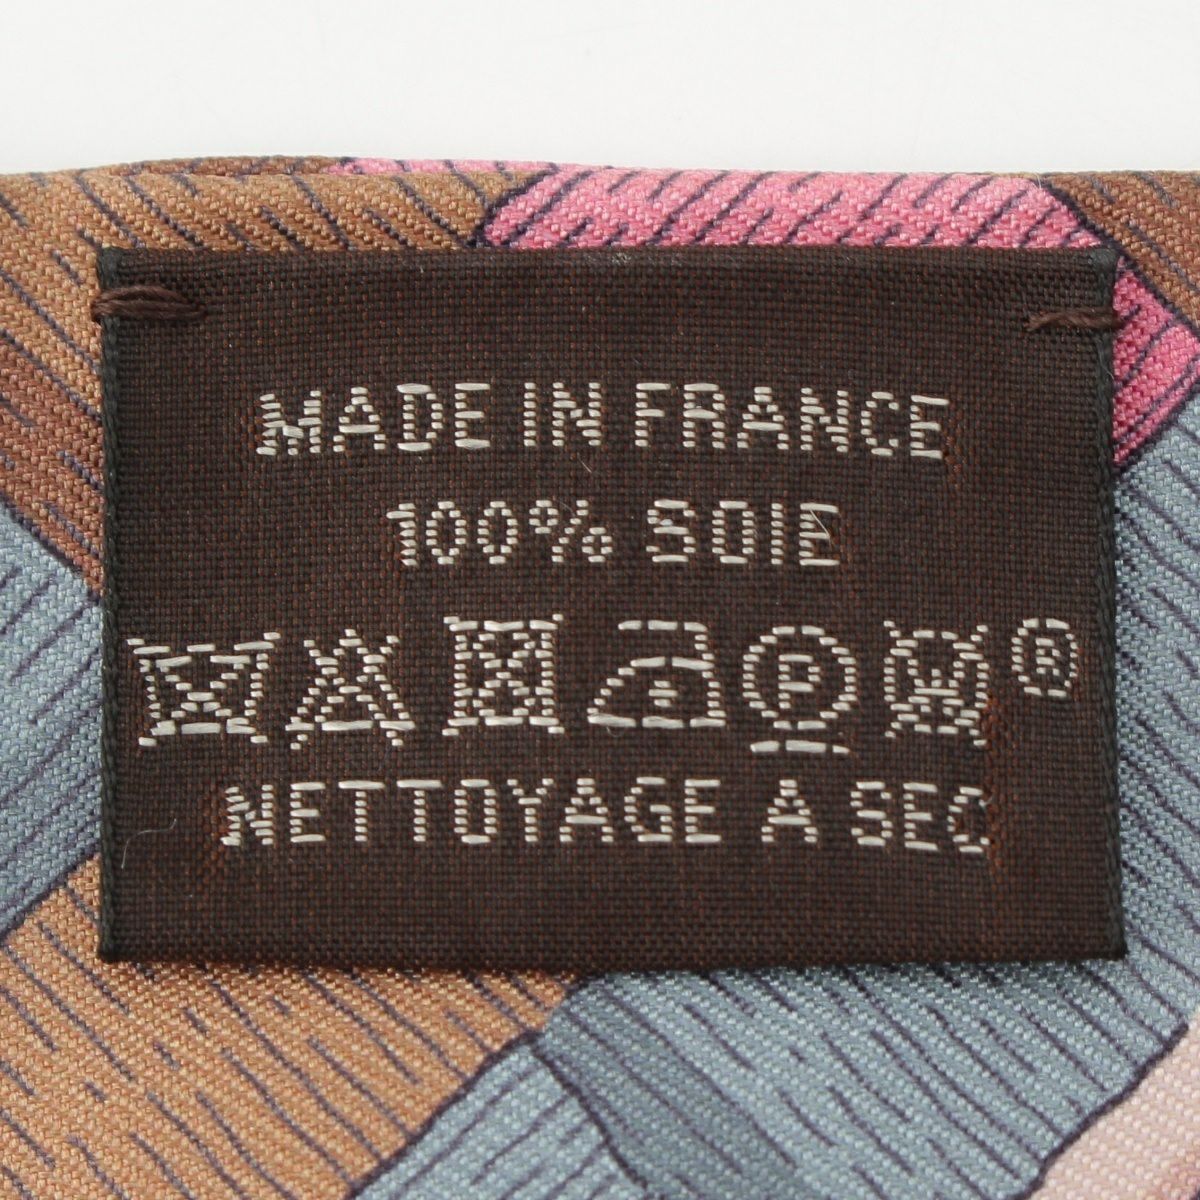 MADE IN FRANCE
100% SOIE
P W ®
NETTOYAGE A SEC